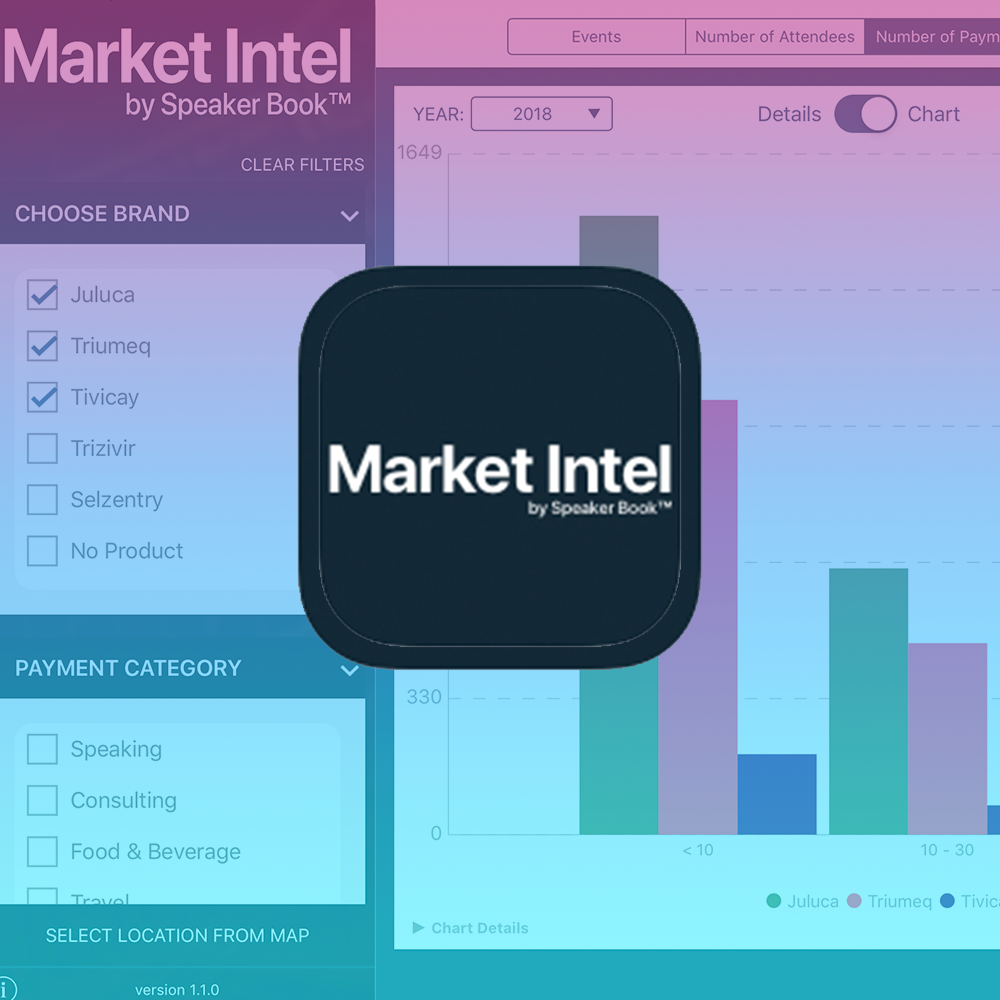 Market Intel
by Speaker Book™
CLEAR FILTERS
CHOOSE BRAND
Juluca
Triumeq
Tivicay
Trizivir
Selzentry
No Product
PAYMENT CATEGORY
Speaking
Consulting
Food & Beverage
Travel
SELECT LOCATION FROM MAP
version 1.1.0
Events Number of Attendees Number of Paym
YEAR: 2018 Details Chart
1649
330
0
< 10 10 - 30
Juluca Triumeq Tivica
Chart Details
Market Intel
by Speaker Book™